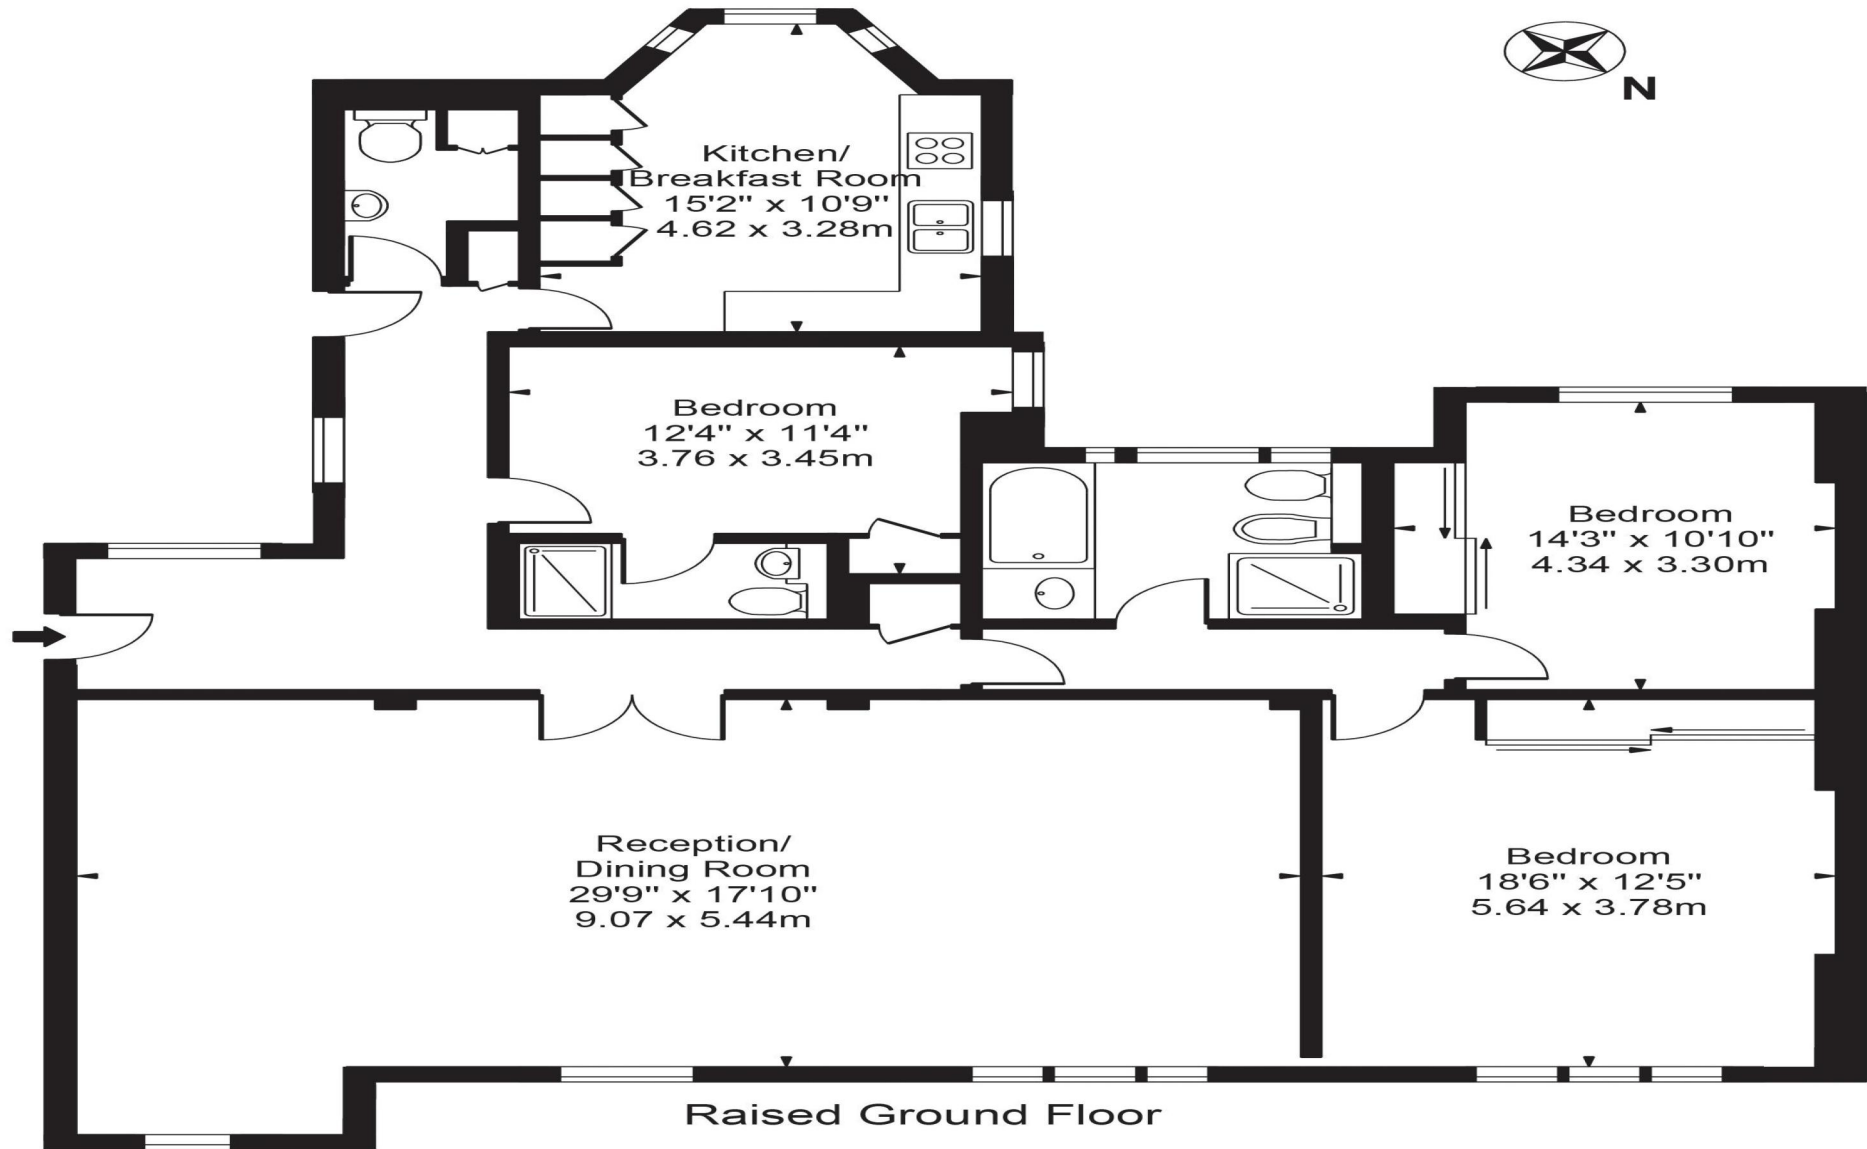 N
Kitchen/
Breakfast Room
15'2" x 10'9"
4.62 x 3.28m
Bedroom
12'4" x 11'4"
3.76 x 3.45m
Bedroom
14'3" x 10'10"
4.34 x 3.30m
Reception/
Dining Room
29'9" x 17'10"
9.07 x 5.44m
Bedroom
18'6" x 12'5"
5.64 x 3.78m
Raised Ground Floor